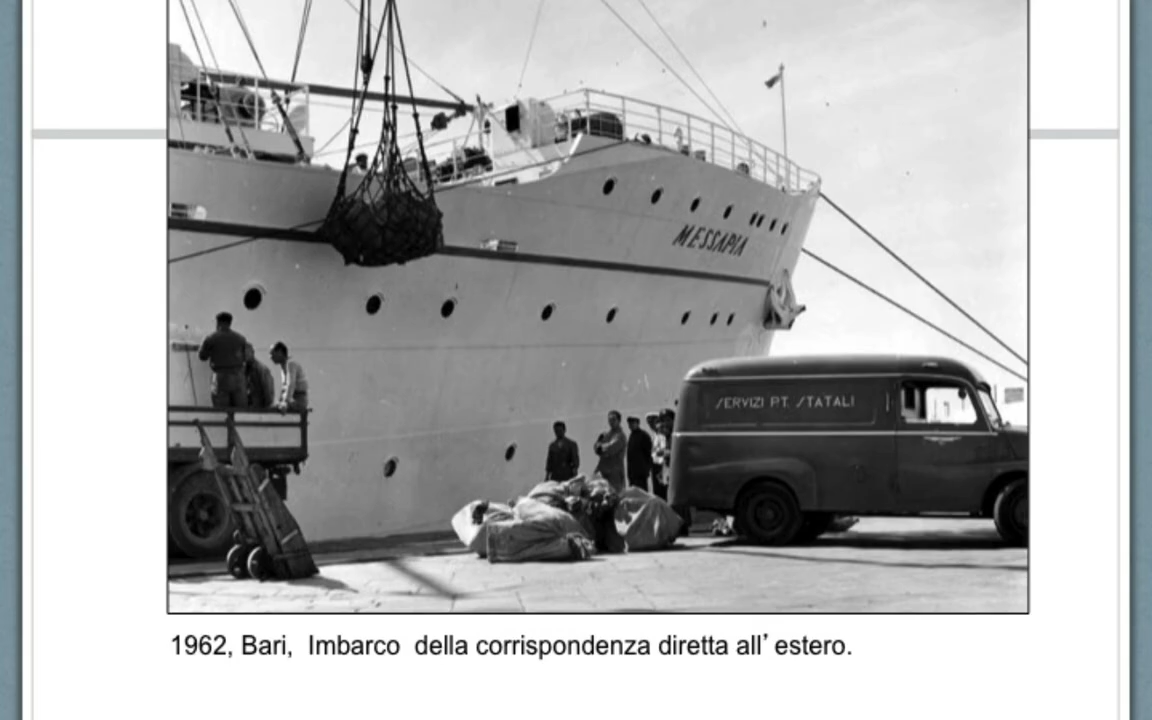 MESSAPIA
SERVIZI P.T. STATALI
1962, Bari, Imbarco della corrispondenza diretta all’ estero.